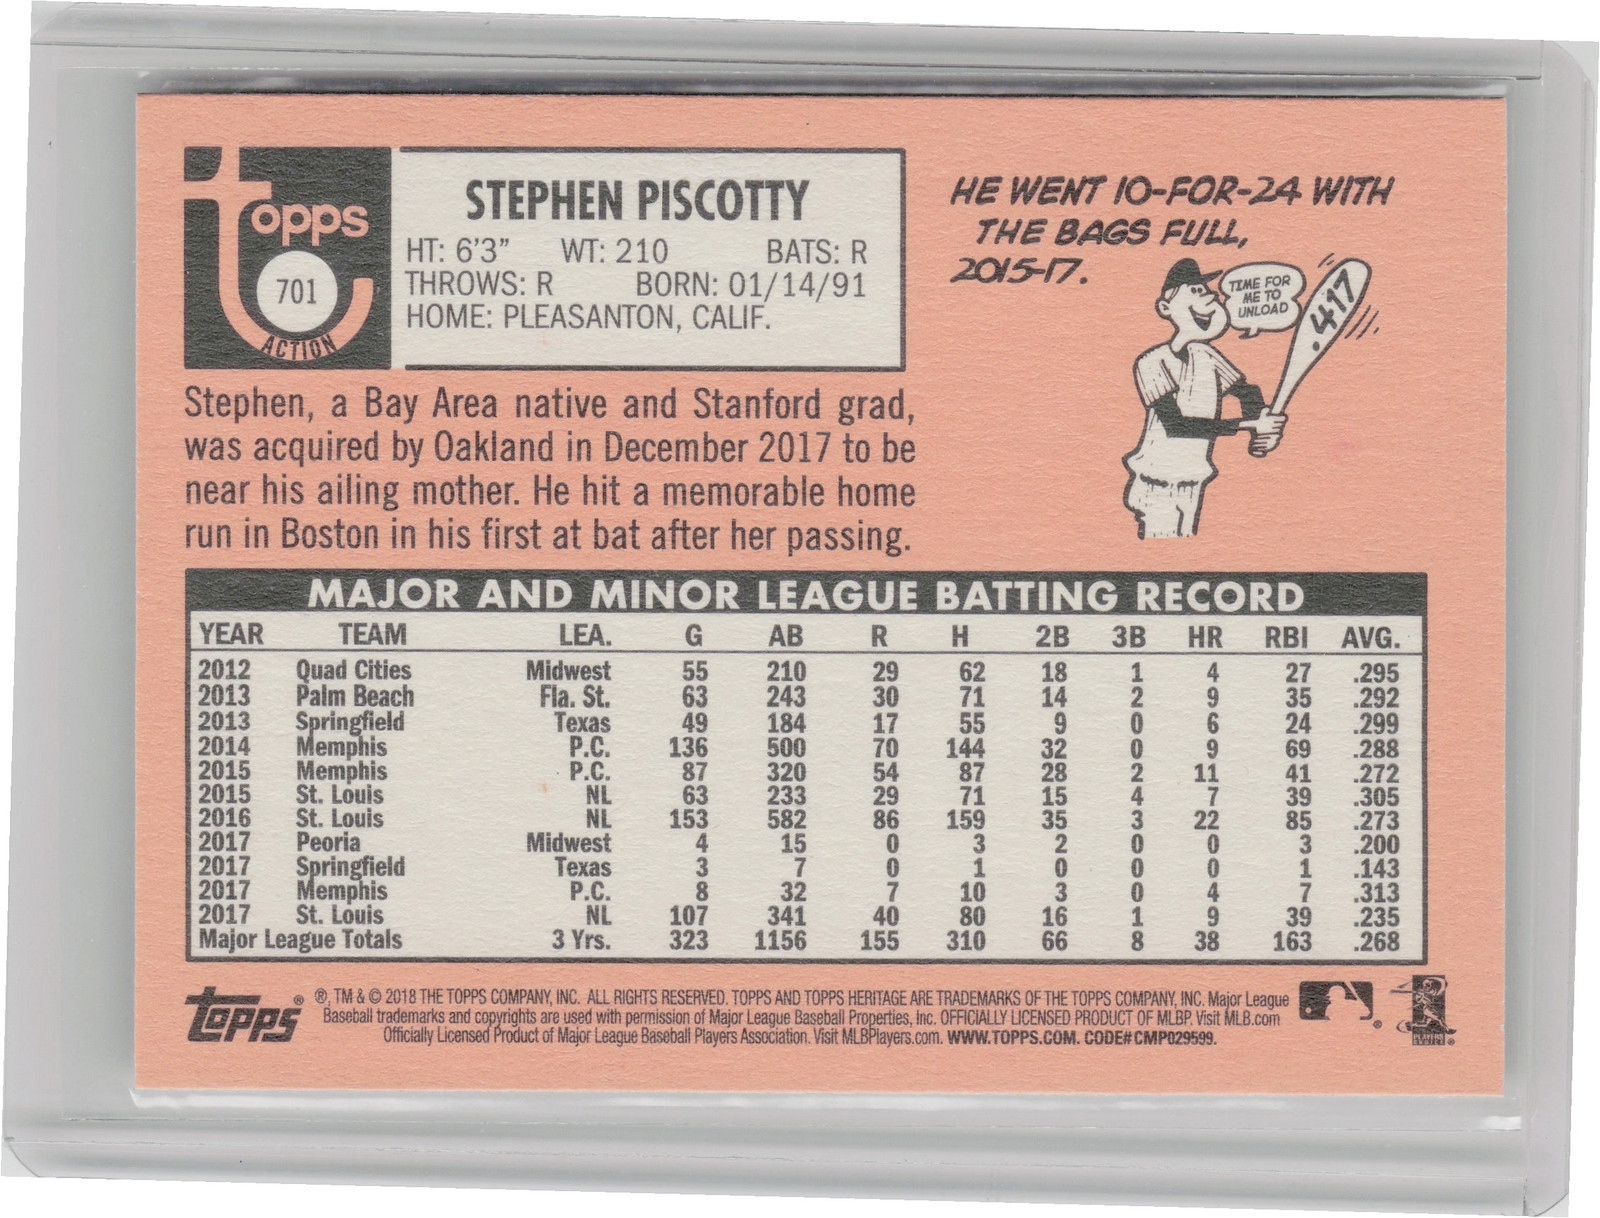 topps
701
ACTION
STEPHEN PISCOTTY
HT: 6'3" WT: 210 BATS: R
THROWS: R BORN: 01/14/91
HOME: PLEASANTON, CALIF.
HE WENT 10-FOR-24 WITH
THE BAGS FULL,
2015-17.
TIME FOR
ME TO
UNLOAD
.417
Stephen, a Bay Area native and Stanford grad,
was acquired by Oakland in December 2017 to be
near his ailing mother. He hit a memorable home
run in Boston in his first at bat after her passing.
MAJOR AND MINOR LEAGUE BATTING RECORD
YEAR TEAM LEA. G AB R H 2B 3B HR RBI AVG.
2012 Quad Cities Midwest 55 210 29 62 18 1 4 27 .295
2013 Palm Beach Fla. St. 63 243 30 71 14 2 9 35 .292
2013 Springfield Texas 49 184 17 55 9 0 6 24 .299
2014 Memphis P.C. 136 500 70 144 32 0 9 69 .288
2015 Memphis P.C. 87 320 54 87 28 2 11 41 .272
2015 St. Louis NL 63 233 29 71 15 4 7 39 .305
2016 St. Louis NL 153 582 86 159 35 3 22 85 .273
2017 Peoria Midwest 4 15 0 3 2 0 0 3 .200
2017 Springfield Texas 3 7 0 1 0 0 0 1 .143
2017 Memphis P.C. 8 32 7 10 3 0 4 7 .313
2017 St. Louis NL 107 341 40 80 16 1 9 39 .235
Major League Totals 3 Yrs. 323 1156 155 310 66 8 38 163 .268
topps ® ®, TM & © 2018 THE TOPPS COMPANY, INC. ALL RIGHTS RESERVED. TOPPS AND TOPPS HERITAGE ARE TRADEMARKS OF THE TOPPS COMPANY, INC. Major League
Baseball trademarks and copyrights are used with permission of Major League Baseball Properties, Inc. OFFICIALLY LICENSED PRODUCT OF MLBP. Visit MLB.com
Officially Licensed Product of Major League Baseball Players Association. Visit MLBPlayers.com. WWW.TOPPS.COM. CODE#CMP029599.